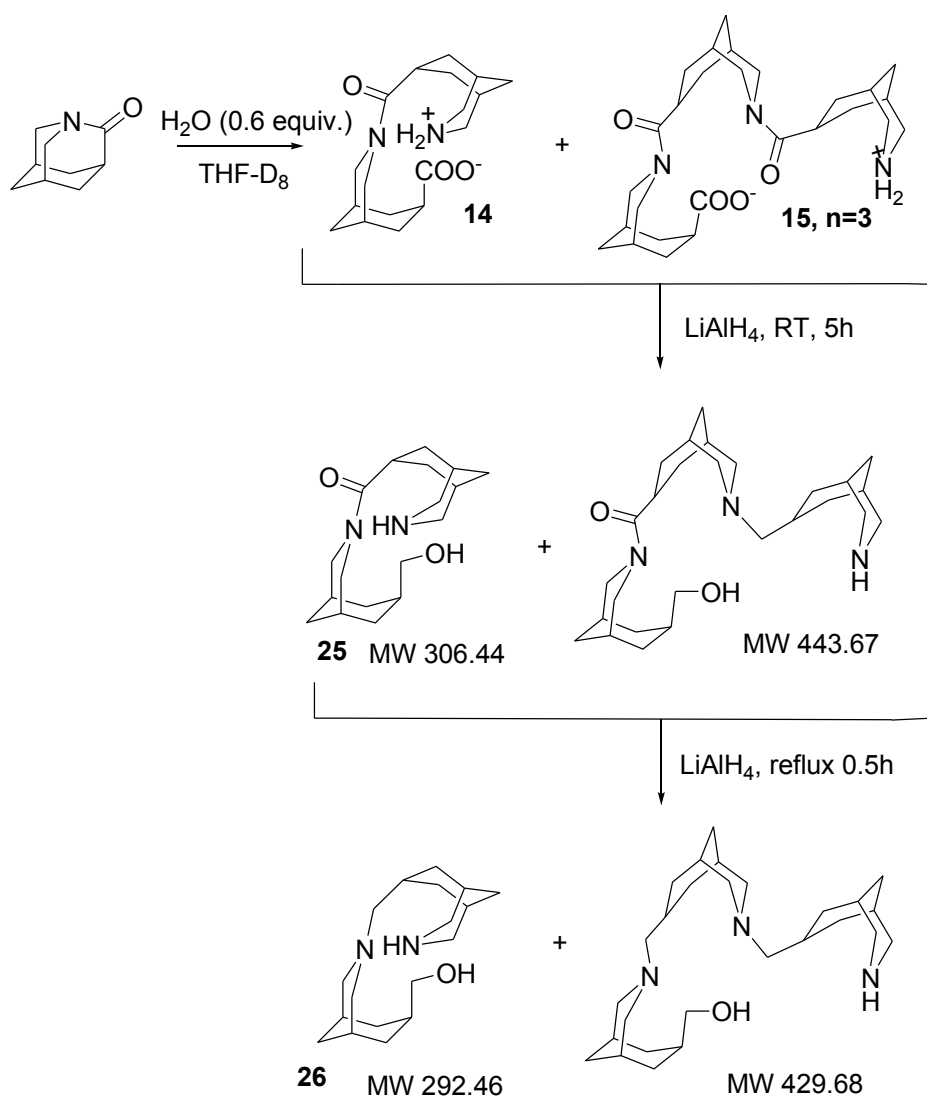 O
N
H₂O (0.6 equiv.)
THF-D₈
O
N
H₂N⁺
COO⁻
14
+
O
N
COO⁻
N
O
N⁺
H₂
15, n=3
LiAlH₄, RT, 5h
O
N
HN
OH
25 MW 306.44
+
O
N
OH
N
N
H
MW 443.67
LiAlH₄, reflux 0.5h
N
HN
OH
26 MW 292.46
+
N
OH
N
N
H
MW 429.68